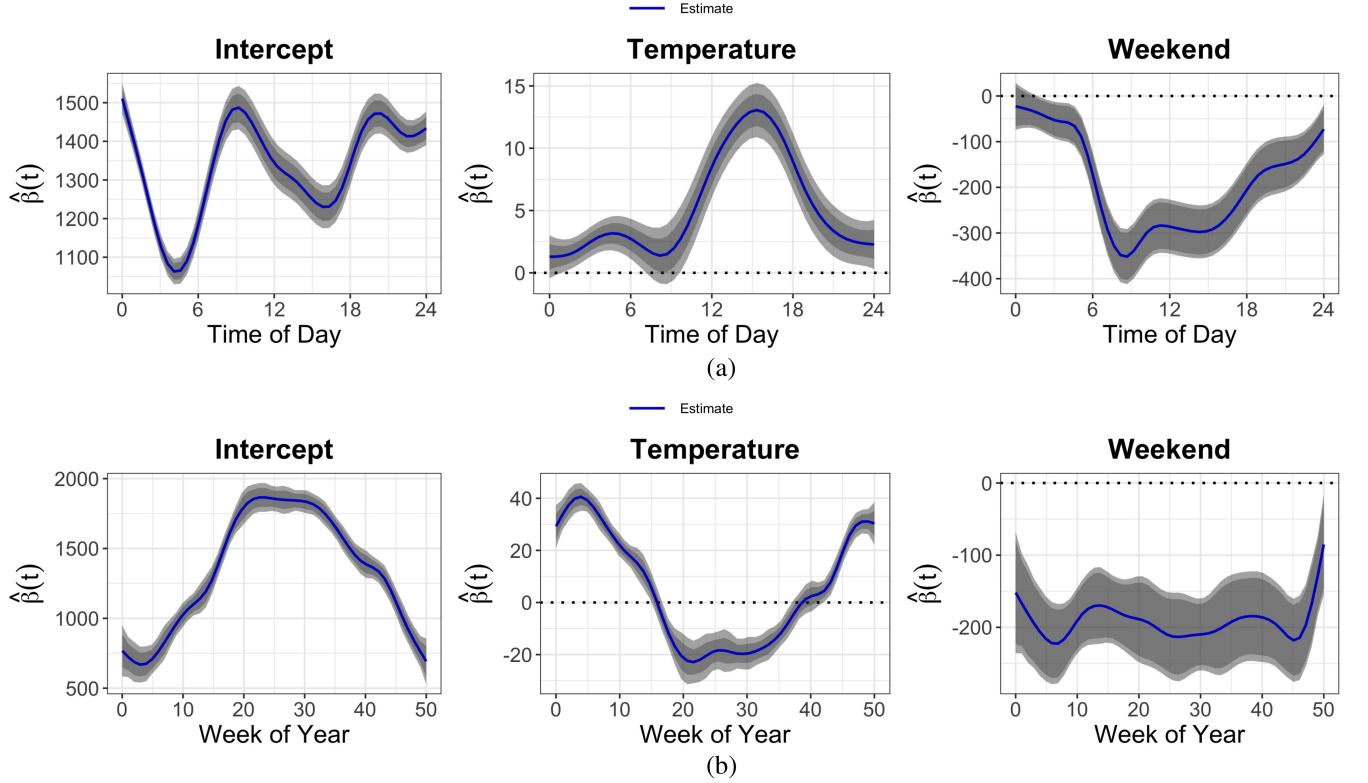 Estimate
Intercept
Temperature
Weekend
1500
1400
1300
1200
1100
β̂(t)
0 6 12 18 24
Time of Day
15
10
5
0
β̂(t)
0 6 12 18 24
Time of Day
0
-100
-200
-300
-400
β̂(t)
0 6 12 18 24
Time of Day
(a)
Estimate
Intercept
Temperature
Weekend
2000
1500
1000
500
β̂(t)
0 10 20 30 40 50
Week of Year
40
20
0
-20
β̂(t)
0 10 20 30 40 50
Week of Year
0
-100
-200
β̂(t)
0 10 20 30 40 50
Week of Year
(b)